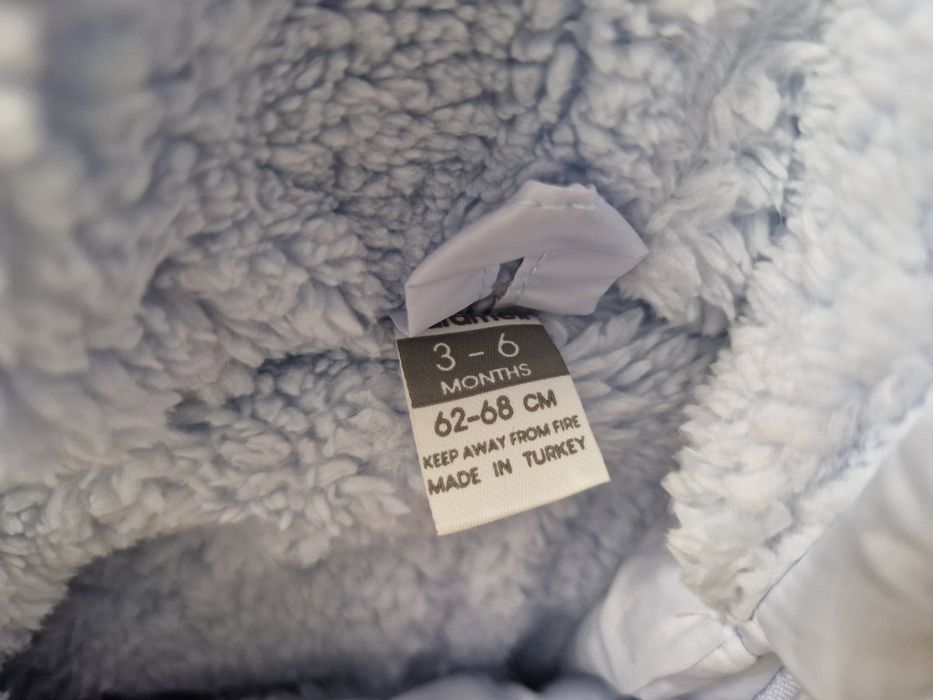 3 - 6
MONTHS
62-68 CM
KEEP AWAY FROM FIRE
MADE IN TURKEY